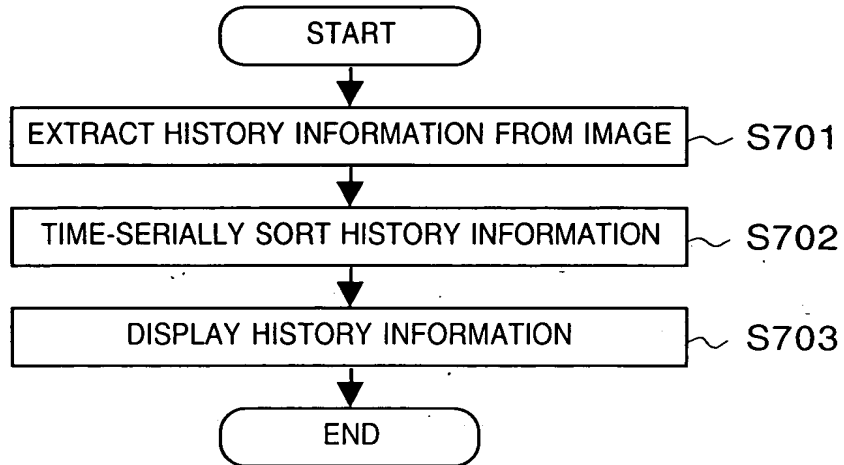 START
EXTRACT HISTORY INFORMATION FROM IMAGE
S701
TIME-SERIALLY SORT HISTORY INFORMATION
S702
DISPLAY HISTORY INFORMATION
S703
END